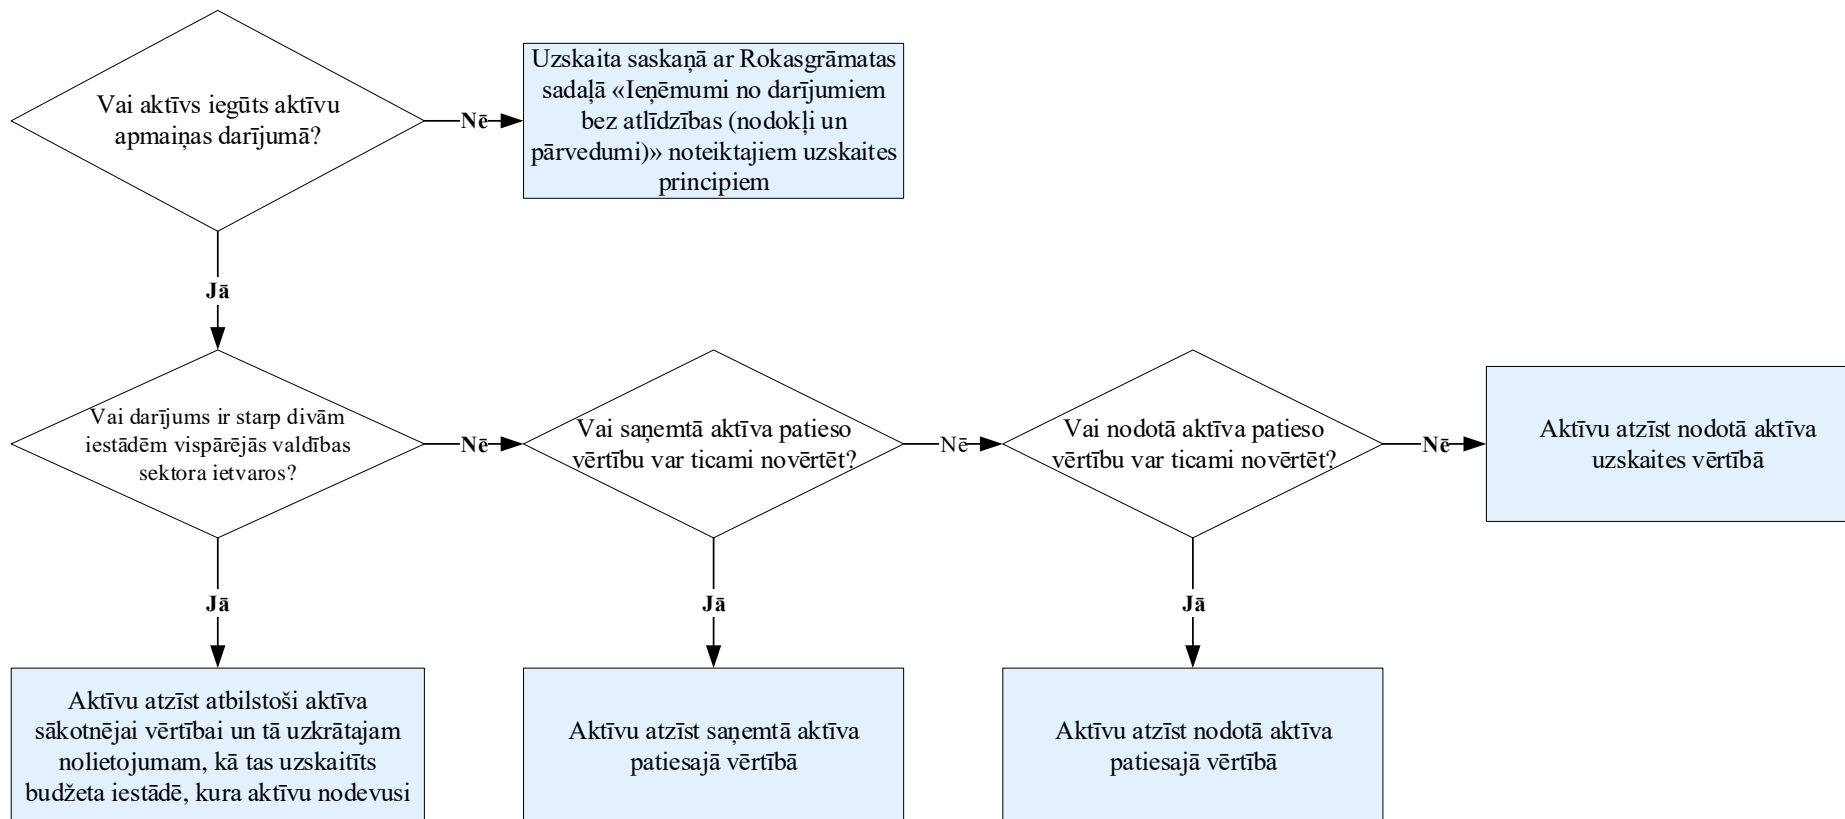 Vai aktīvs iegūts aktīvu
apmaiņas darījumā?
Nē
Uzskaita saskaņā ar Rokasgrāmatas
sadaļā «Ieņēmumi no darījumiem
bez atlīdzības (nodokļi un
pārvedumi)» noteiktajiem uzskaites
principiem
Jā
Vai darījums ir starp divām
iestādēm vispārējās valdības
sektora ietvaros?
Nē
Vai saņemtā aktīva patieso
vērtību var ticami novērtēt?
Nē
Vai nodotā aktīva patieso
vērtību var ticami novērtēt?
Nē
Aktīvu atzīst nodotā aktīva
uzskaites vērtībā
Jā
Jā
Jā
Aktīvu atzīst atbilstoši aktīva
sākotnējai vērtībai un tā uzkrātajam
nolietojumam, kā tas uzskaitīts
budžeta iestādē, kura aktīvu nodevusi
Aktīvu atzīst saņemtā aktīva
patiesajā vērtībā
Aktīvu atzīst nodotā aktīva
patiesajā vērtībā